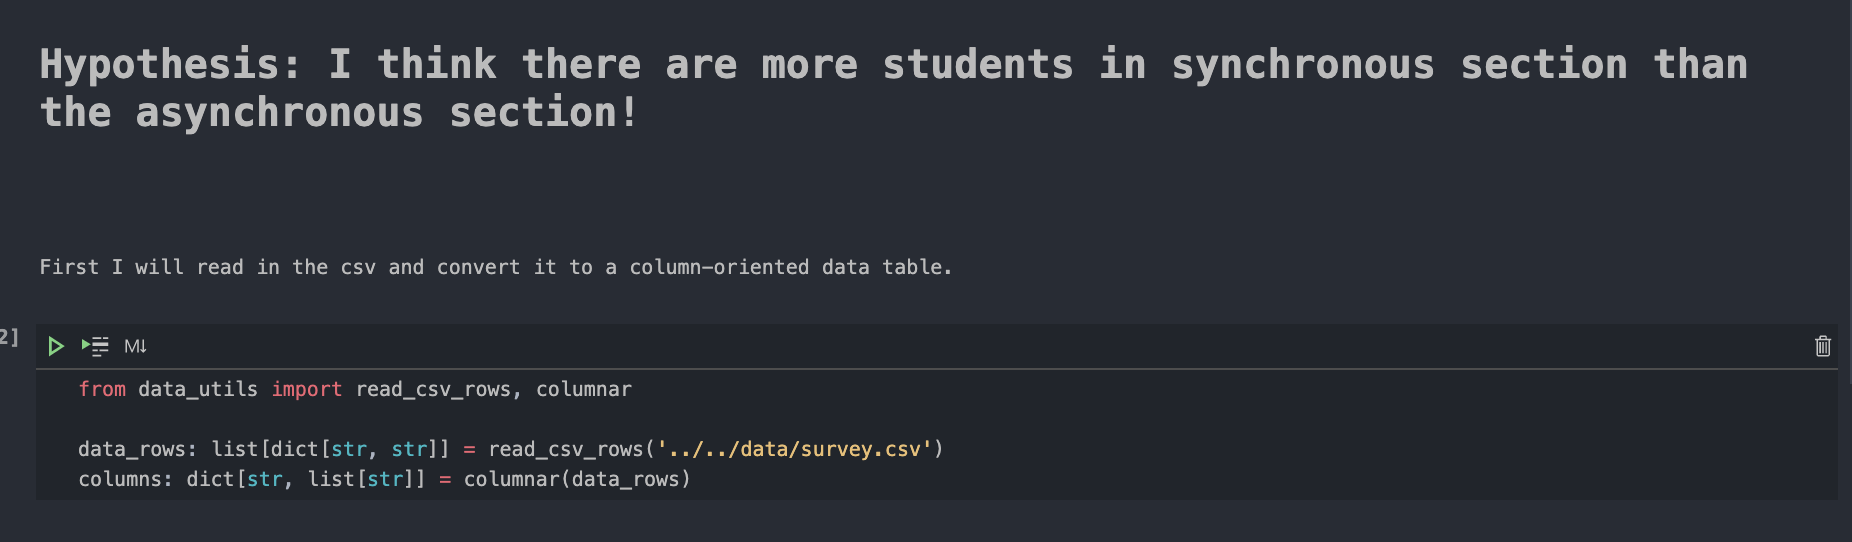 Hypothesis: I think there are more students in synchronous section than
the asynchronous section!
First I will read in the csv and convert it to a column-oriented data table.
2]
M↓
from data_utils import read_csv_rows, columnar
data_rows: list[dict[str, str]] = read_csv_rows('../../data/survey.csv')
columns: dict[str, list[str]] = columnar(data_rows)